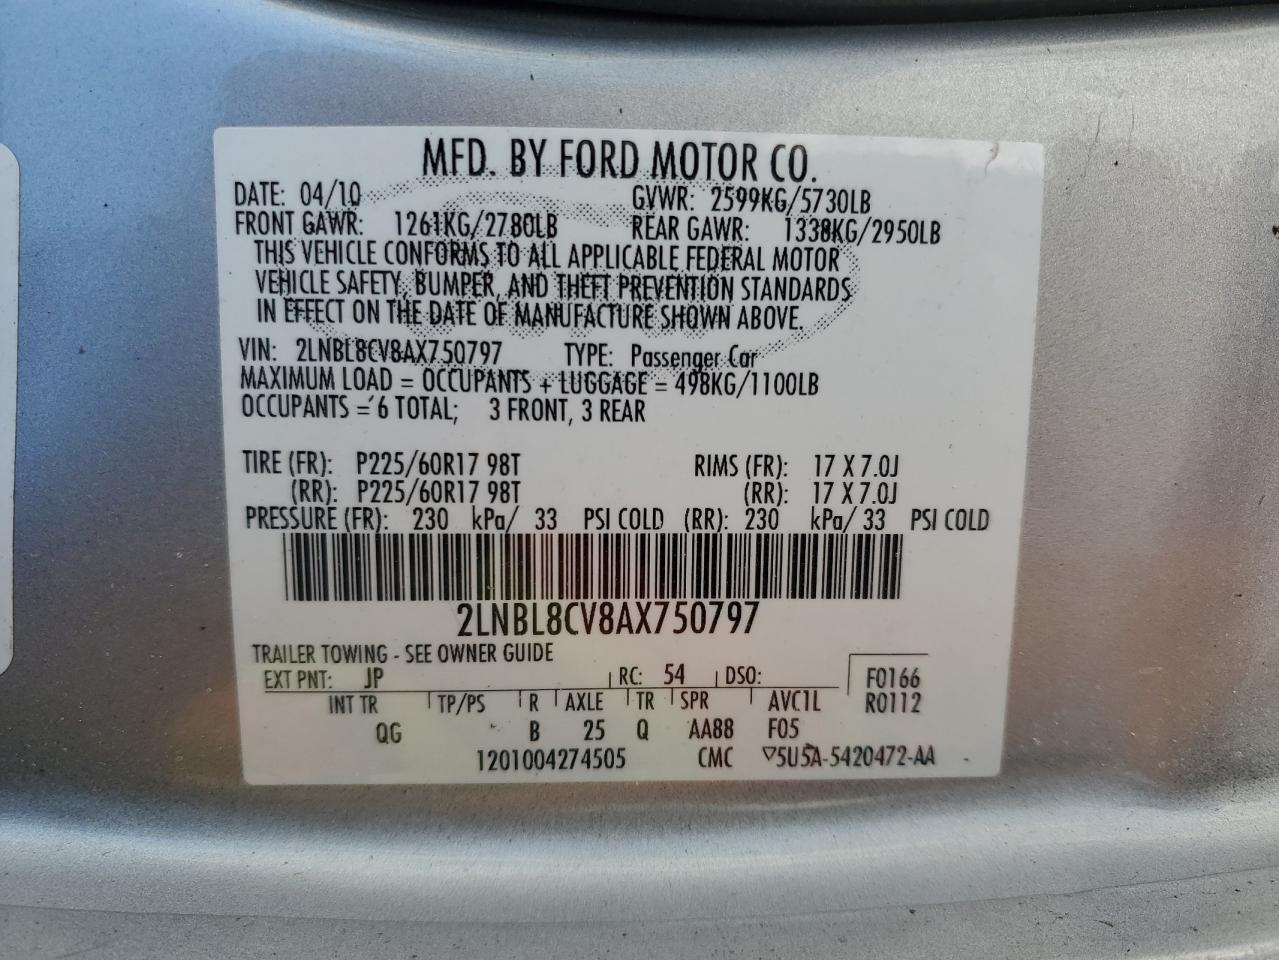 MFD. BY FORD MOTOR CO.
DATE: 04/10 GVWR: 2599KG/5730LB
FRONT GAWR: 1261KG/2780LB REAR GAWR: 1338KG/2950LB
THIS VEHICLE CONFORMS TO ALL APPLICABLE FEDERAL MOTOR
VEHICLE SAFETY, BUMPER, AND THEFT PREVENTION STANDARDS
IN EFFECT ON THE DATE OF MANUFACTURE SHOWN ABOVE.
VIN: 2LNBL8CV8AX750797 TYPE: Passenger Car
MAXIMUM LOAD = OCCUPANTS + LUGGAGE = 498KG/1100LB
OCCUPANTS = 6 TOTAL; 3 FRONT, 3 REAR
TIRE (FR): P225/60R17 98T RIMS (FR): 17 X 7.0J
(RR): P225/60R17 98T (RR): 17 X 7.0J
PRESSURE (FR): 230 kPa/ 33 PSI COLD (RR): 230 kPa/ 33 PSI COLD
2LNBL8CV8AX750797
TRAILER TOWING - SEE OWNER GUIDE
EXT PNT: JP RC: 54 DSO: F0166
INT TR TP/PS R AXLE TR SPR AVC1L R0112
QG B 25 Q AA88 F05
1201004274505 CMC ▽5U5A-5420472-AA